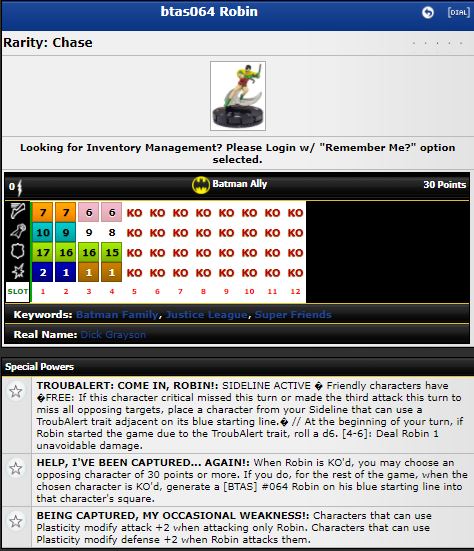 btas064 Robin
[DIAL]
Rarity: Chase
. . . . .
Looking for Inventory Management? Please Login w/ "Remember Me?" option
selected.
0 Batman Ally 30 Points
7 7 6 6 KO KO KO KO KO KO KO KO
10 9 9 8 KO KO KO KO KO KO KO KO
17 16 16 15 KO KO KO KO KO KO KO KO
2 1 1 1 KO KO KO KO KO KO KO KO
SLOT 1 2 3 4 5 6 7 8 9 10 11 12
Keywords: Batman Family, Justice League, Super Friends
Real Name: Dick Grayson
Special Powers
TROUBALERT: COME IN, ROBIN!: SIDELINE ACTIVE � Friendly characters have
�FREE: If this character critical missed this turn or made the third attack this turn to
miss all opposing targets, place a character from your Sideline that can use a
TroubAlert trait adjacent on its blue starting line.� // At the beginning of your turn, if
Robin started the game due to the TroubAlert trait, roll a d6. [4-6]: Deal Robin 1
unavoidable damage.
HELP, I'VE BEEN CAPTURED... AGAIN!: When Robin is KO'd, you may choose an
opposing character of 30 points or more. If you do, for the rest of the game, when the
chosen character is KO'd, generate a [BTAS] #064 Robin on his blue starting line into
that character's square.
BEING CAPTURED, MY OCCASIONAL WEAKNESS!: Characters that can use
Plasticity modify attack +2 when attacking only Robin. Characters that can use
Plasticity modify defense +2 when Robin attacks them.